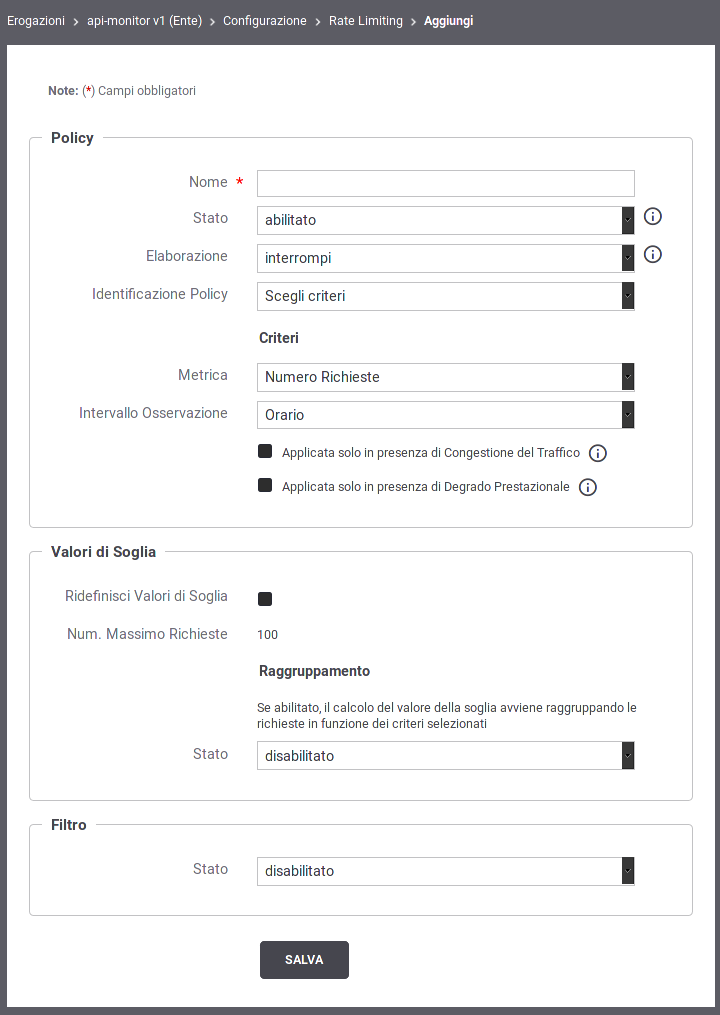 Erogazioni > api-monitor v1 (Ente) > Configurazione > Rate Limiting > Aggiungi
Note: (*) Campi obbligatori
Policy
Nome *
Stato abilitato
Elaborazione interrompi
Identificazione Policy Scegli criteri
Criteri
Metrica Numero Richieste
Intervallo Osservazione Orario
Applicata solo in presenza di Congestione del Traffico
Applicata solo in presenza di Degrado Prestazionale
Valori di Soglia
Ridefinisci Valori di Soglia
Num. Massimo Richieste 100
Raggruppamento
Se abilitato, il calcolo del valore della soglia avviene raggruppando le
richieste in funzione dei criteri selezionati
Stato disabilitato
Filtro
Stato disabilitato
SALVA